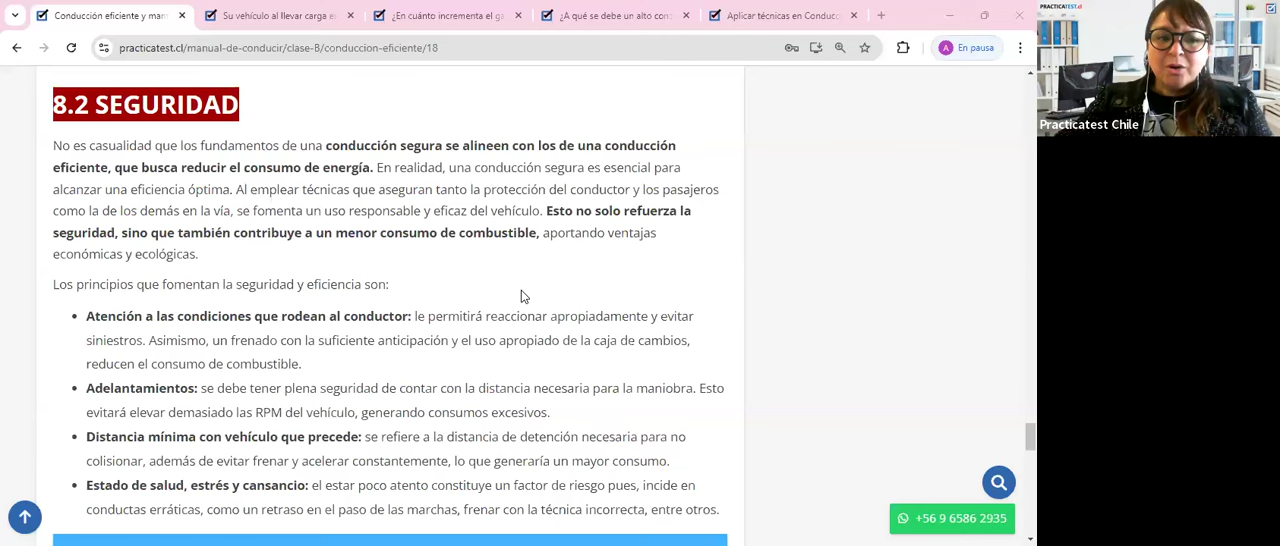 Conducción eficiente y man
Su vehículo al llevar carga e
¿En cuánto incrementa el ga
¿A qué se debe un alto con
Aplicar técnicas en Conducc
practicatest.cl/manual-de-conducir/clase-B/conduccion-eficiente/18
A
En pausa
PRACTICATEST.cl
Practicatest Chile
8.2 SEGURIDAD
No es casualidad que los fundamentos de una conducción segura se alineen con los de una conducción
eficiente, que busca reducir el consumo de energía. En realidad, una conducción segura es esencial para
alcanzar una eficiencia óptima. Al emplear técnicas que aseguran tanto la protección del conductor y los pasajeros
como la de los demás en la vía, se fomenta un uso responsable y eficaz del vehículo. Esto no solo refuerza la
seguridad, sino que también contribuye a un menor consumo de combustible, aportando ventajas
económicas y ecológicas.
Los principios que fomentan la seguridad y eficiencia son:
• Atención a las condiciones que rodean al conductor: le permitirá reaccionar apropiadamente y evitar
siniestros. Asimismo, un frenado con la suficiente anticipación y el uso apropiado de la caja de cambios,
reducen el consumo de combustible.
• Adelantamientos: se debe tener plena seguridad de contar con la distancia necesaria para la maniobra. Esto
evitará elevar demasiado las RPM del vehículo, generando consumos excesivos.
• Distancia mínima con vehículo que precede: se refiere a la distancia de detención necesaria para no
colisionar, además de evitar frenar y acelerar constantemente, lo que generaría un mayor consumo.
• Estado de salud, estrés y cansancio: el estar poco atento constituye un factor de riesgo pues, incide en
conductas erráticas, como un retraso en el paso de las marchas, frenar con la técnica incorrecta, entre otros.
+56 9 6586 2935